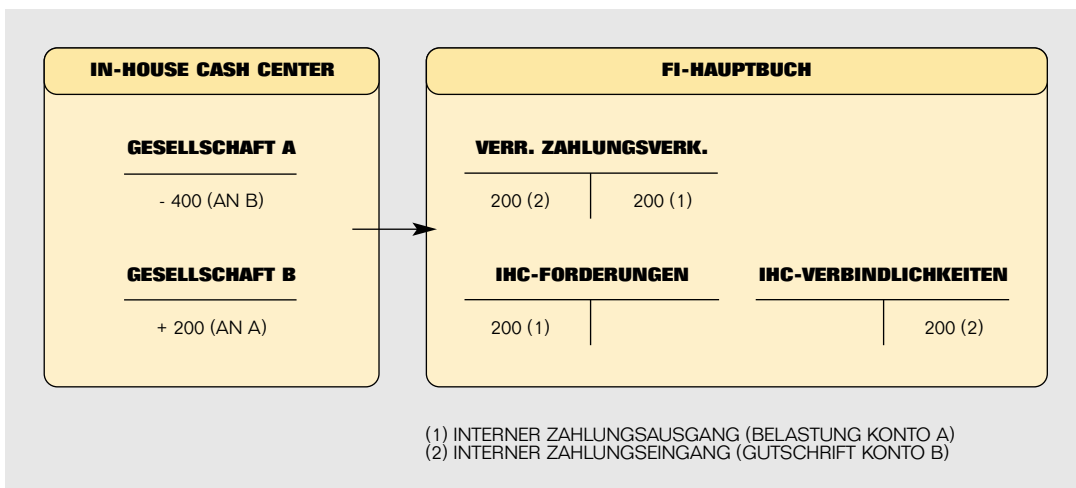 IN-HOUSE CASH CENTER
GESELLSCHAFT A
- 400 (AN B)
GESELLSCHAFT B
+ 200 (AN A)
FI-HAUPTBUCH
VERR. ZAHLUNGSVERK.
200 (2) 200 (1)
IHC-FORDERUNGEN IHC-VERBINDLICHKEITEN
200 (1) 200 (2)
(1) INTERNER ZAHLUNGSAUSGANG (BELASTUNG KONTO A)
(2) INTERNER ZAHLUNGSEINGANG (GUTSCHRIFT KONTO B)